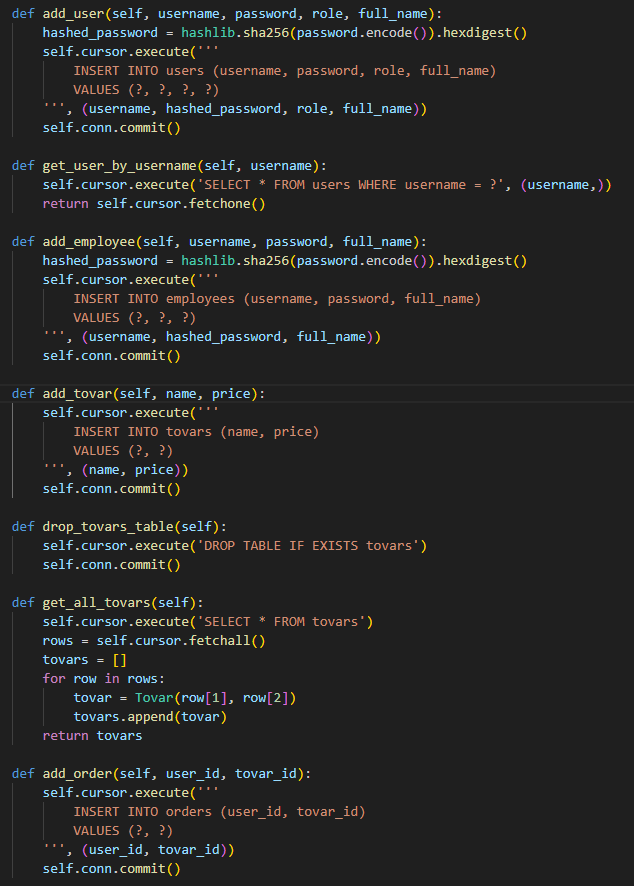 def add_user(self, username, password, role, full_name):
    hashed_password = hashlib.sha256(password.encode()).hexdigest()
    self.cursor.execute('''
        INSERT INTO users (username, password, role, full_name)
        VALUES (?, ?, ?, ?)
    ''', (username, hashed_password, role, full_name))
    self.conn.commit()

def get_user_by_username(self, username):
    self.cursor.execute('SELECT * FROM users WHERE username = ?', (username,))
    return self.cursor.fetchone()

def add_employee(self, username, password, full_name):
    hashed_password = hashlib.sha256(password.encode()).hexdigest()
    self.cursor.execute('''
        INSERT INTO employees (username, password, full_name)
        VALUES (?, ?, ?)
    ''', (username, hashed_password, full_name))
    self.conn.commit()

def add_tovar(self, name, price):
    self.cursor.execute('''
        INSERT INTO tovars (name, price)
        VALUES (?, ?)
    ''', (name, price))
    self.conn.commit()

def drop_tovars_table(self):
    self.cursor.execute('DROP TABLE IF EXISTS tovars')
    self.conn.commit()

def get_all_tovars(self):
    self.cursor.execute('SELECT * FROM tovars')
    rows = self.cursor.fetchall()
    tovars = []
    for row in rows:
        tovar = Tovar(row[1], row[2])
        tovars.append(tovar)
    return tovars

def add_order(self, user_id, tovar_id):
    self.cursor.execute('''
        INSERT INTO orders (user_id, tovar_id)
        VALUES (?, ?)
    ''', (user_id, tovar_id))
    self.conn.commit()